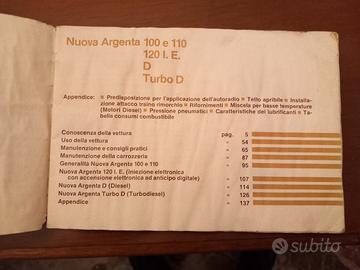 Nuova Argenta 100 e 110
120 I. E.
D
Turbo D
Appendice: ■ Predisposizione per l'applicazione dell'autoradio ■ Tetto apribile ■ Installa-
zione attacco traino rimorchio ■ Rifornimenti ■ Miscela per basse temperature
(Motori Diesel) ■ Pressione pneumatici ■ Caratteristiche dei lubrificanti ■ Ta-
bella consumi combustibile
Conoscenza della vettura pag. 5
Uso della vettura » 54
Manutenzione e consigli pratici » 65
Manutenzione della carrozzeria » 87
Generalità Nuova Argenta 100 e 110 » 95
Nuova Argenta 120 I.E. (iniezione elettronica
con accensione elettronica ad anticipo digitale) » 107
Nuova Argenta D (Diesel) » 114
Nuova Argenta Turbo D (Turbodiesel) » 126
Appendice » 137
subito